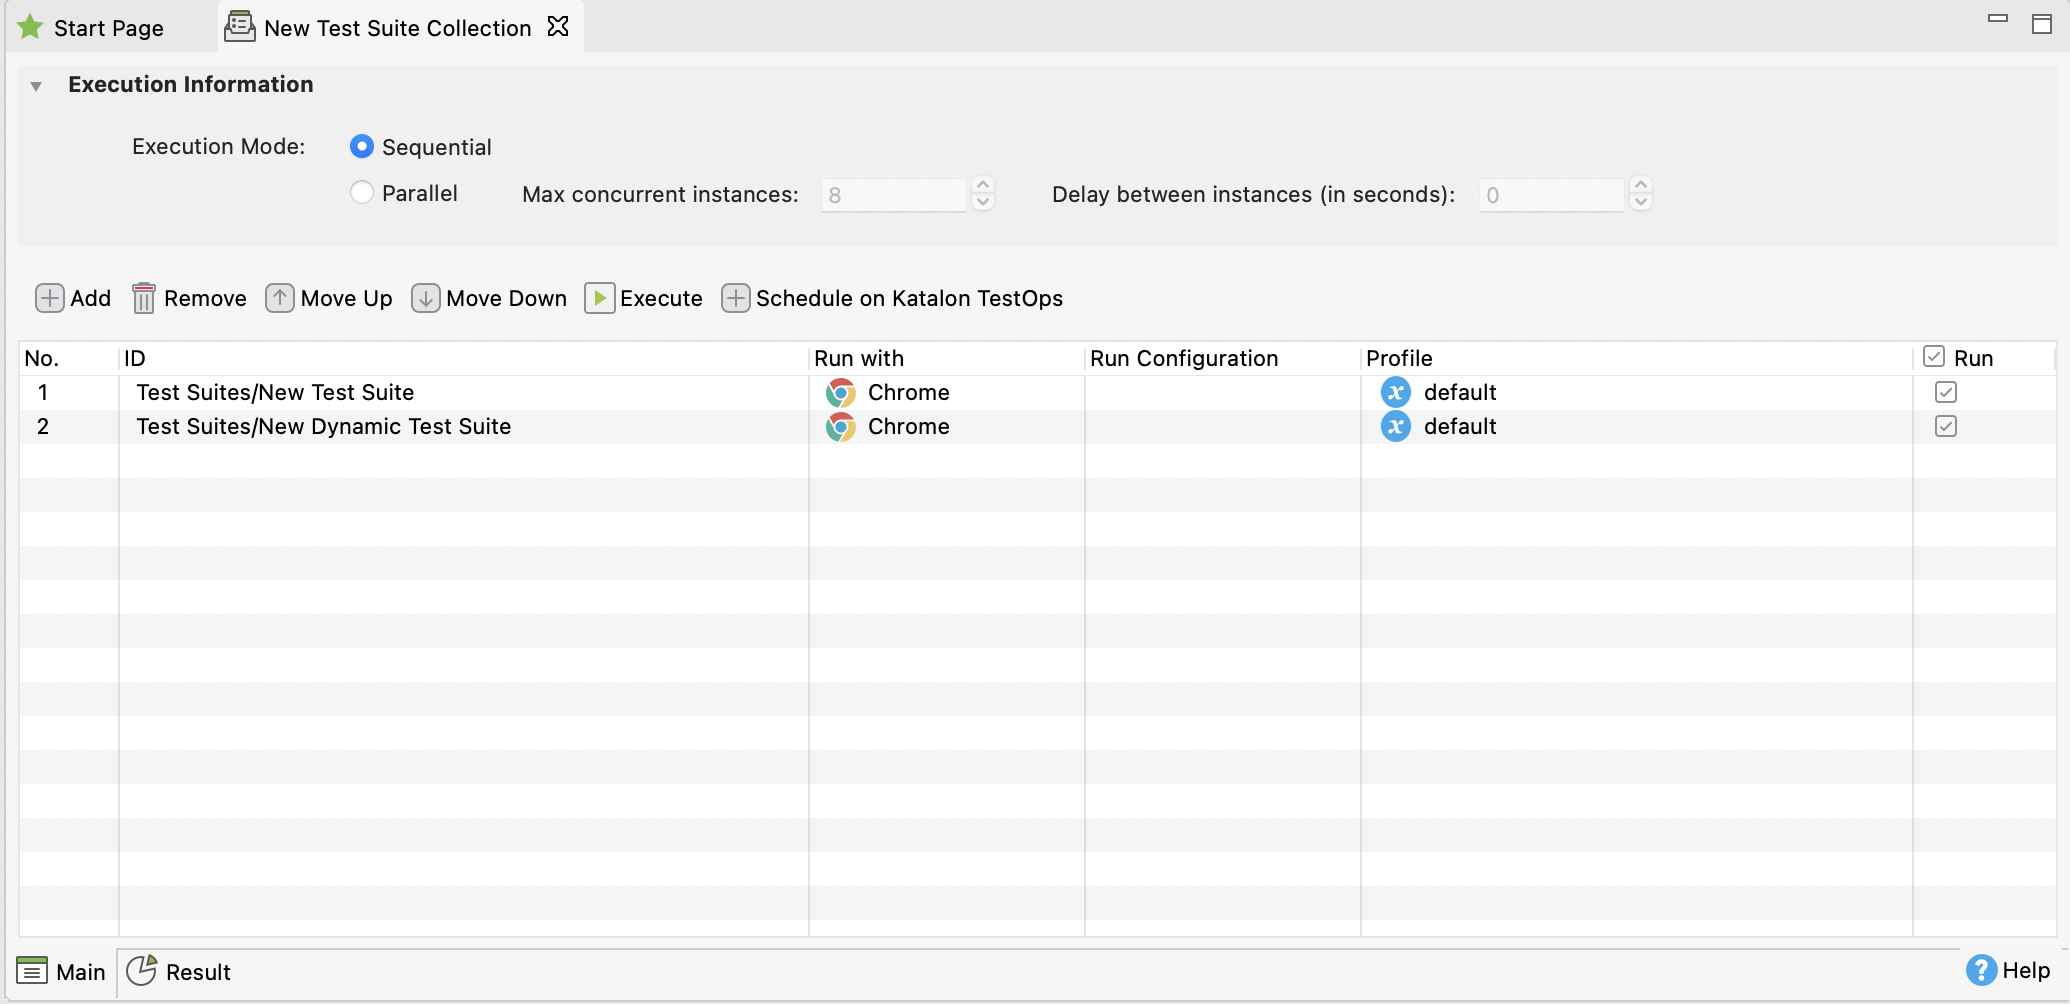 Start Page New Test Suite Collection
Execution Information
Execution Mode: Sequential
Parallel Max concurrent instances: 8 Delay between instances (in seconds): 0
Add Remove Move Up Move Down Execute Schedule on Katalon TestOps
No. ID Run with Run Configuration Profile Run
1 Test Suites/New Test Suite Chrome default
2 Test Suites/New Dynamic Test Suite Chrome default
Main Result Help